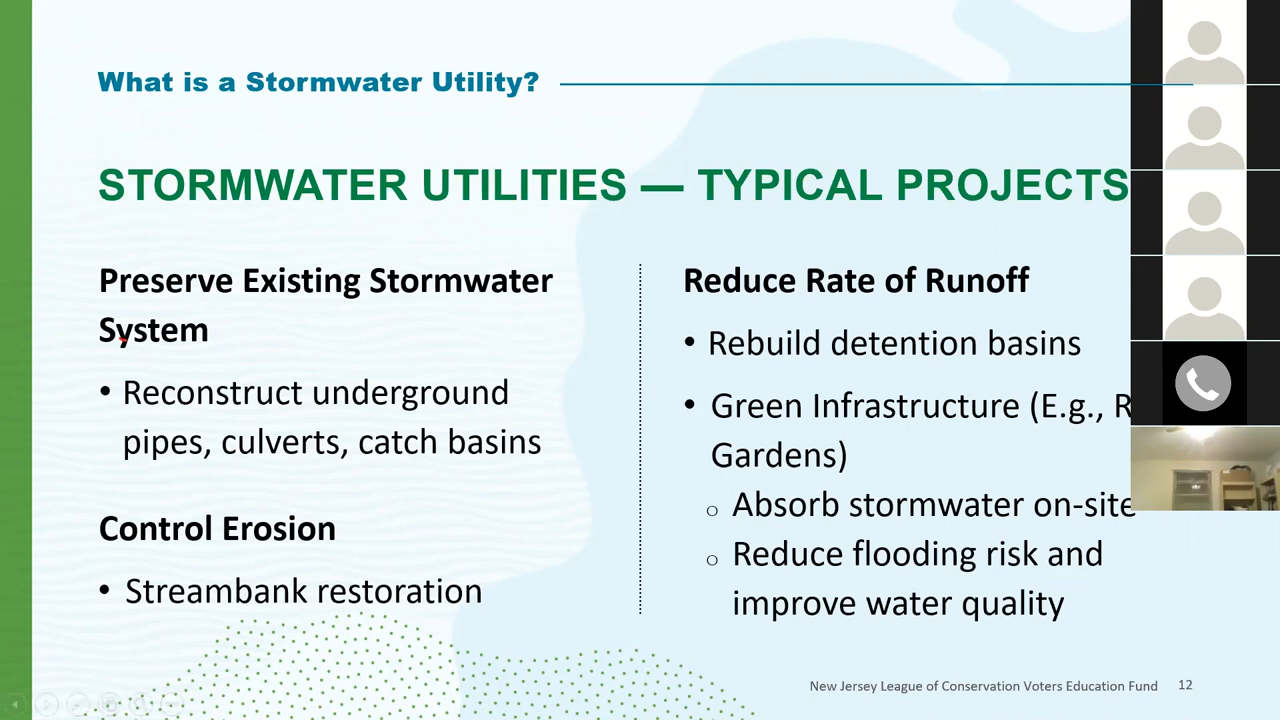 What is a Stormwater Utility?
STORMWATER UTILITIES — TYPICAL PROJECTS
Preserve Existing Stormwater
System
• Reconstruct underground
pipes, culverts, catch basins
Control Erosion
• Streambank restoration
Reduce Rate of Runoff
• Rebuild detention basins
• Green Infrastructure (E.g.,
Gardens)
o Absorb stormwater on-site
o Reduce flooding risk and
improve water quality
New Jersey League of Conservation Voters Education Fund 12